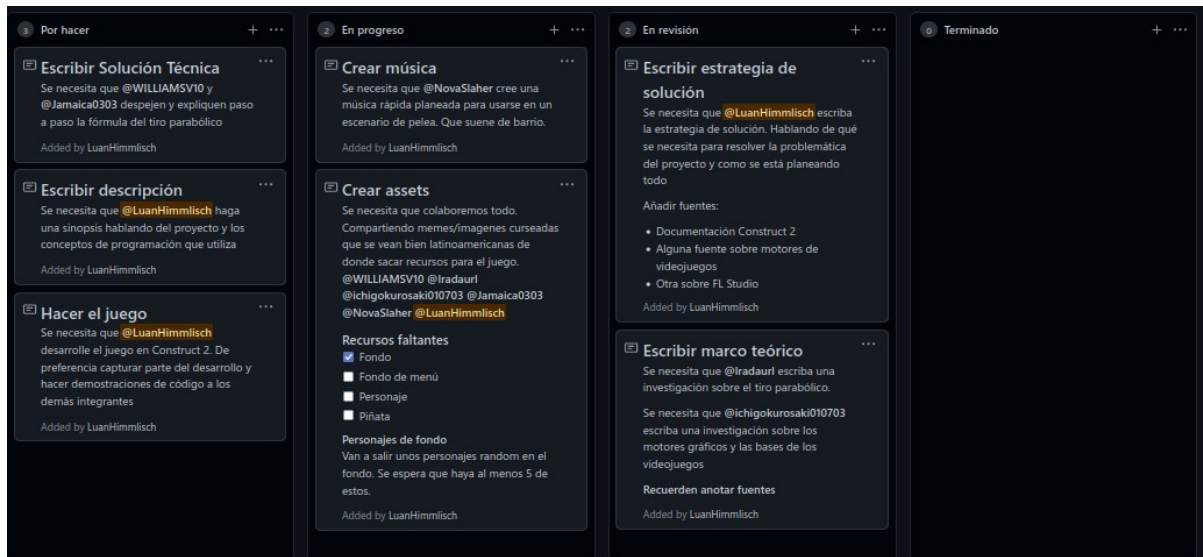 3 Por hacer
Escribir Solución Técnica
Se necesita que @WILLIAMSV10 y
@Jamaica0303 despejen y expliquen paso
a paso la fórmula del tiro parabólico
Added by LuanHimmlisch
Escribir descripción
Se necesita que @LuanHimmlisch haga
una sinopsis hablando del proyecto y los
conceptos de programación que utiliza
Added by LuanHimmlisch
Hacer el juego
Se necesita que @LuanHimmlisch
desarrolle el juego en Construct 2. De
preferencia capturar parte del desarrollo y
hacer demostraciones de código a los
demás integrantes
Added by LuanHimmlisch
2 En progreso
Crear música
Se necesita que @NovaSlaher cree una
música rápida planeada para usarse en un
escenario de pelea. Que suene de barrio.
Added by LuanHimmlisch
Crear assets
Se necesita que colaboremos todo.
Compartiendo memes/imagenes curseadas
que se vean bien latinoamericanas de
donde sacar recursos para el juego.
@WILLIAMSV10 @Iradaurl
@ichigokurosaki010703 @Jamaica0303
@NovaSlaher @LuanHimmlisch
Recursos faltantes
Fondo
Fondo de menú
Personaje
Piñata
Personajes de fondo
Van a salir unos personajes random en el
fondo. Se espera que haya al menos 5 de
estos.
Added by LuanHimmlisch
2 En revisión
Escribir estrategia de
solución
Se necesita que @LuanHimmlisch escriba
la estrategia de solución. Hablando de qué
se necesita para resolver la problemática
del proyecto y como se está planeando
todo
Añadir fuentes:
• Documentación Construct 2
• Alguna fuente sobre motores de
videojuegos
• Otra sobre FL Studio
Added by LuanHimmlisch
Escribir marco teórico
Se necesita que @Iradaurl escriba una
investigación sobre el tiro parabólico.
Se necesita que @ichigokurosaki010703
escriba una investigación sobre los
motores gráficos y las bases de los
videojuegos
Recuerden anotar fuentes
Added by LuanHimmlisch
0 Terminado